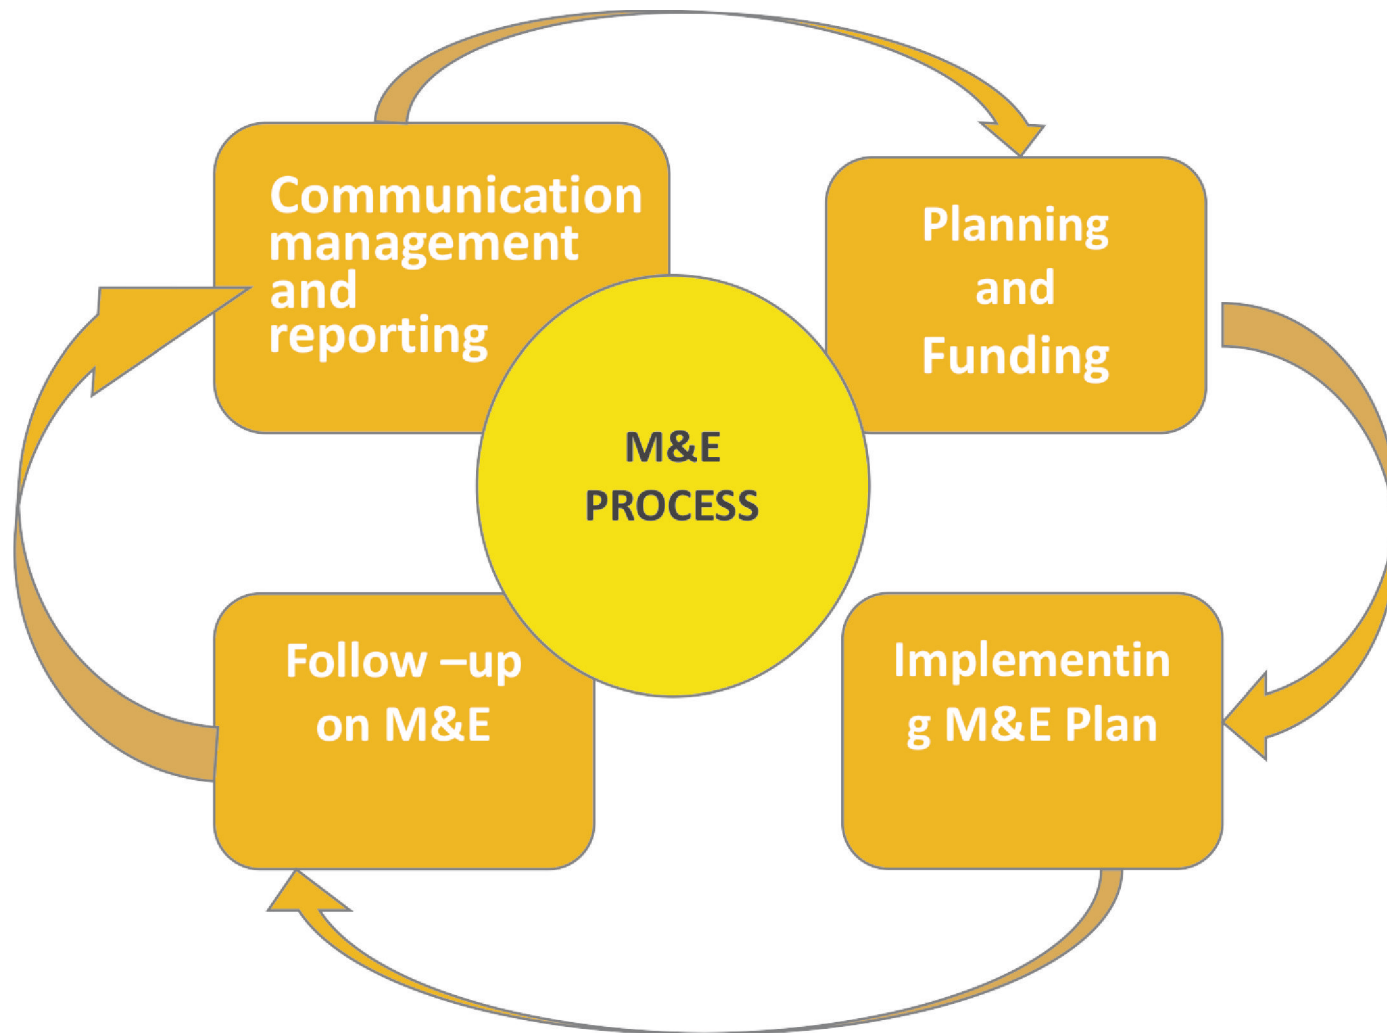 Communication
management
and
reporting
Planning
and
Funding
M&E
PROCESS
Follow –up
on M&E
Implementin
g M&E Plan